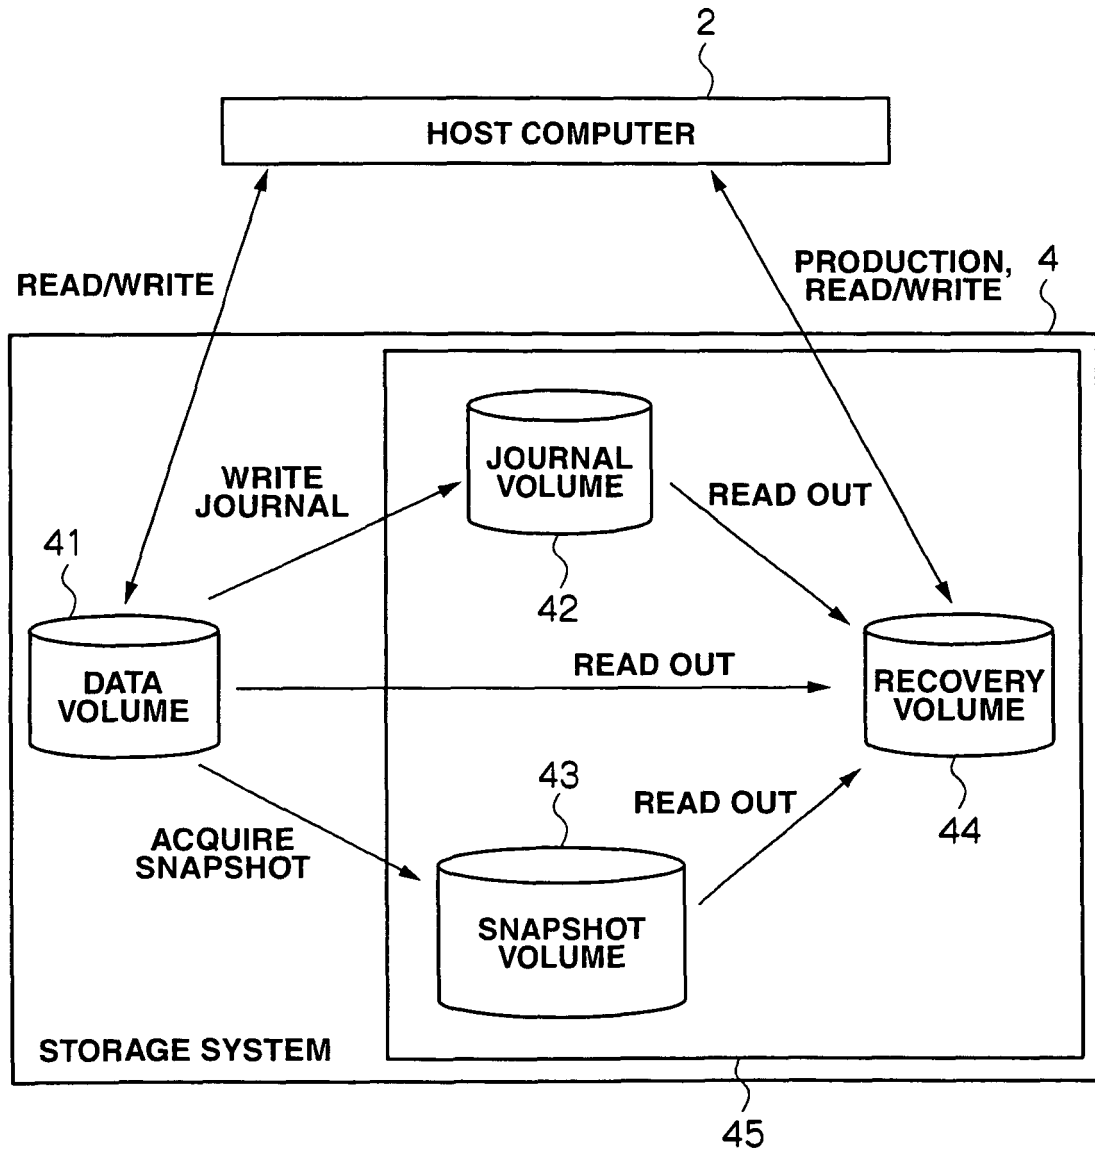 2
HOST COMPUTER
READ/WRITE
PRODUCTION,
READ/WRITE
4
JOURNAL
VOLUME
WRITE
JOURNAL
READ OUT
41
42
DATA
VOLUME
READ OUT
RECOVERY
VOLUME
43
READ OUT
44
ACQUIRE
SNAPSHOT
SNAPSHOT
VOLUME
STORAGE SYSTEM
45